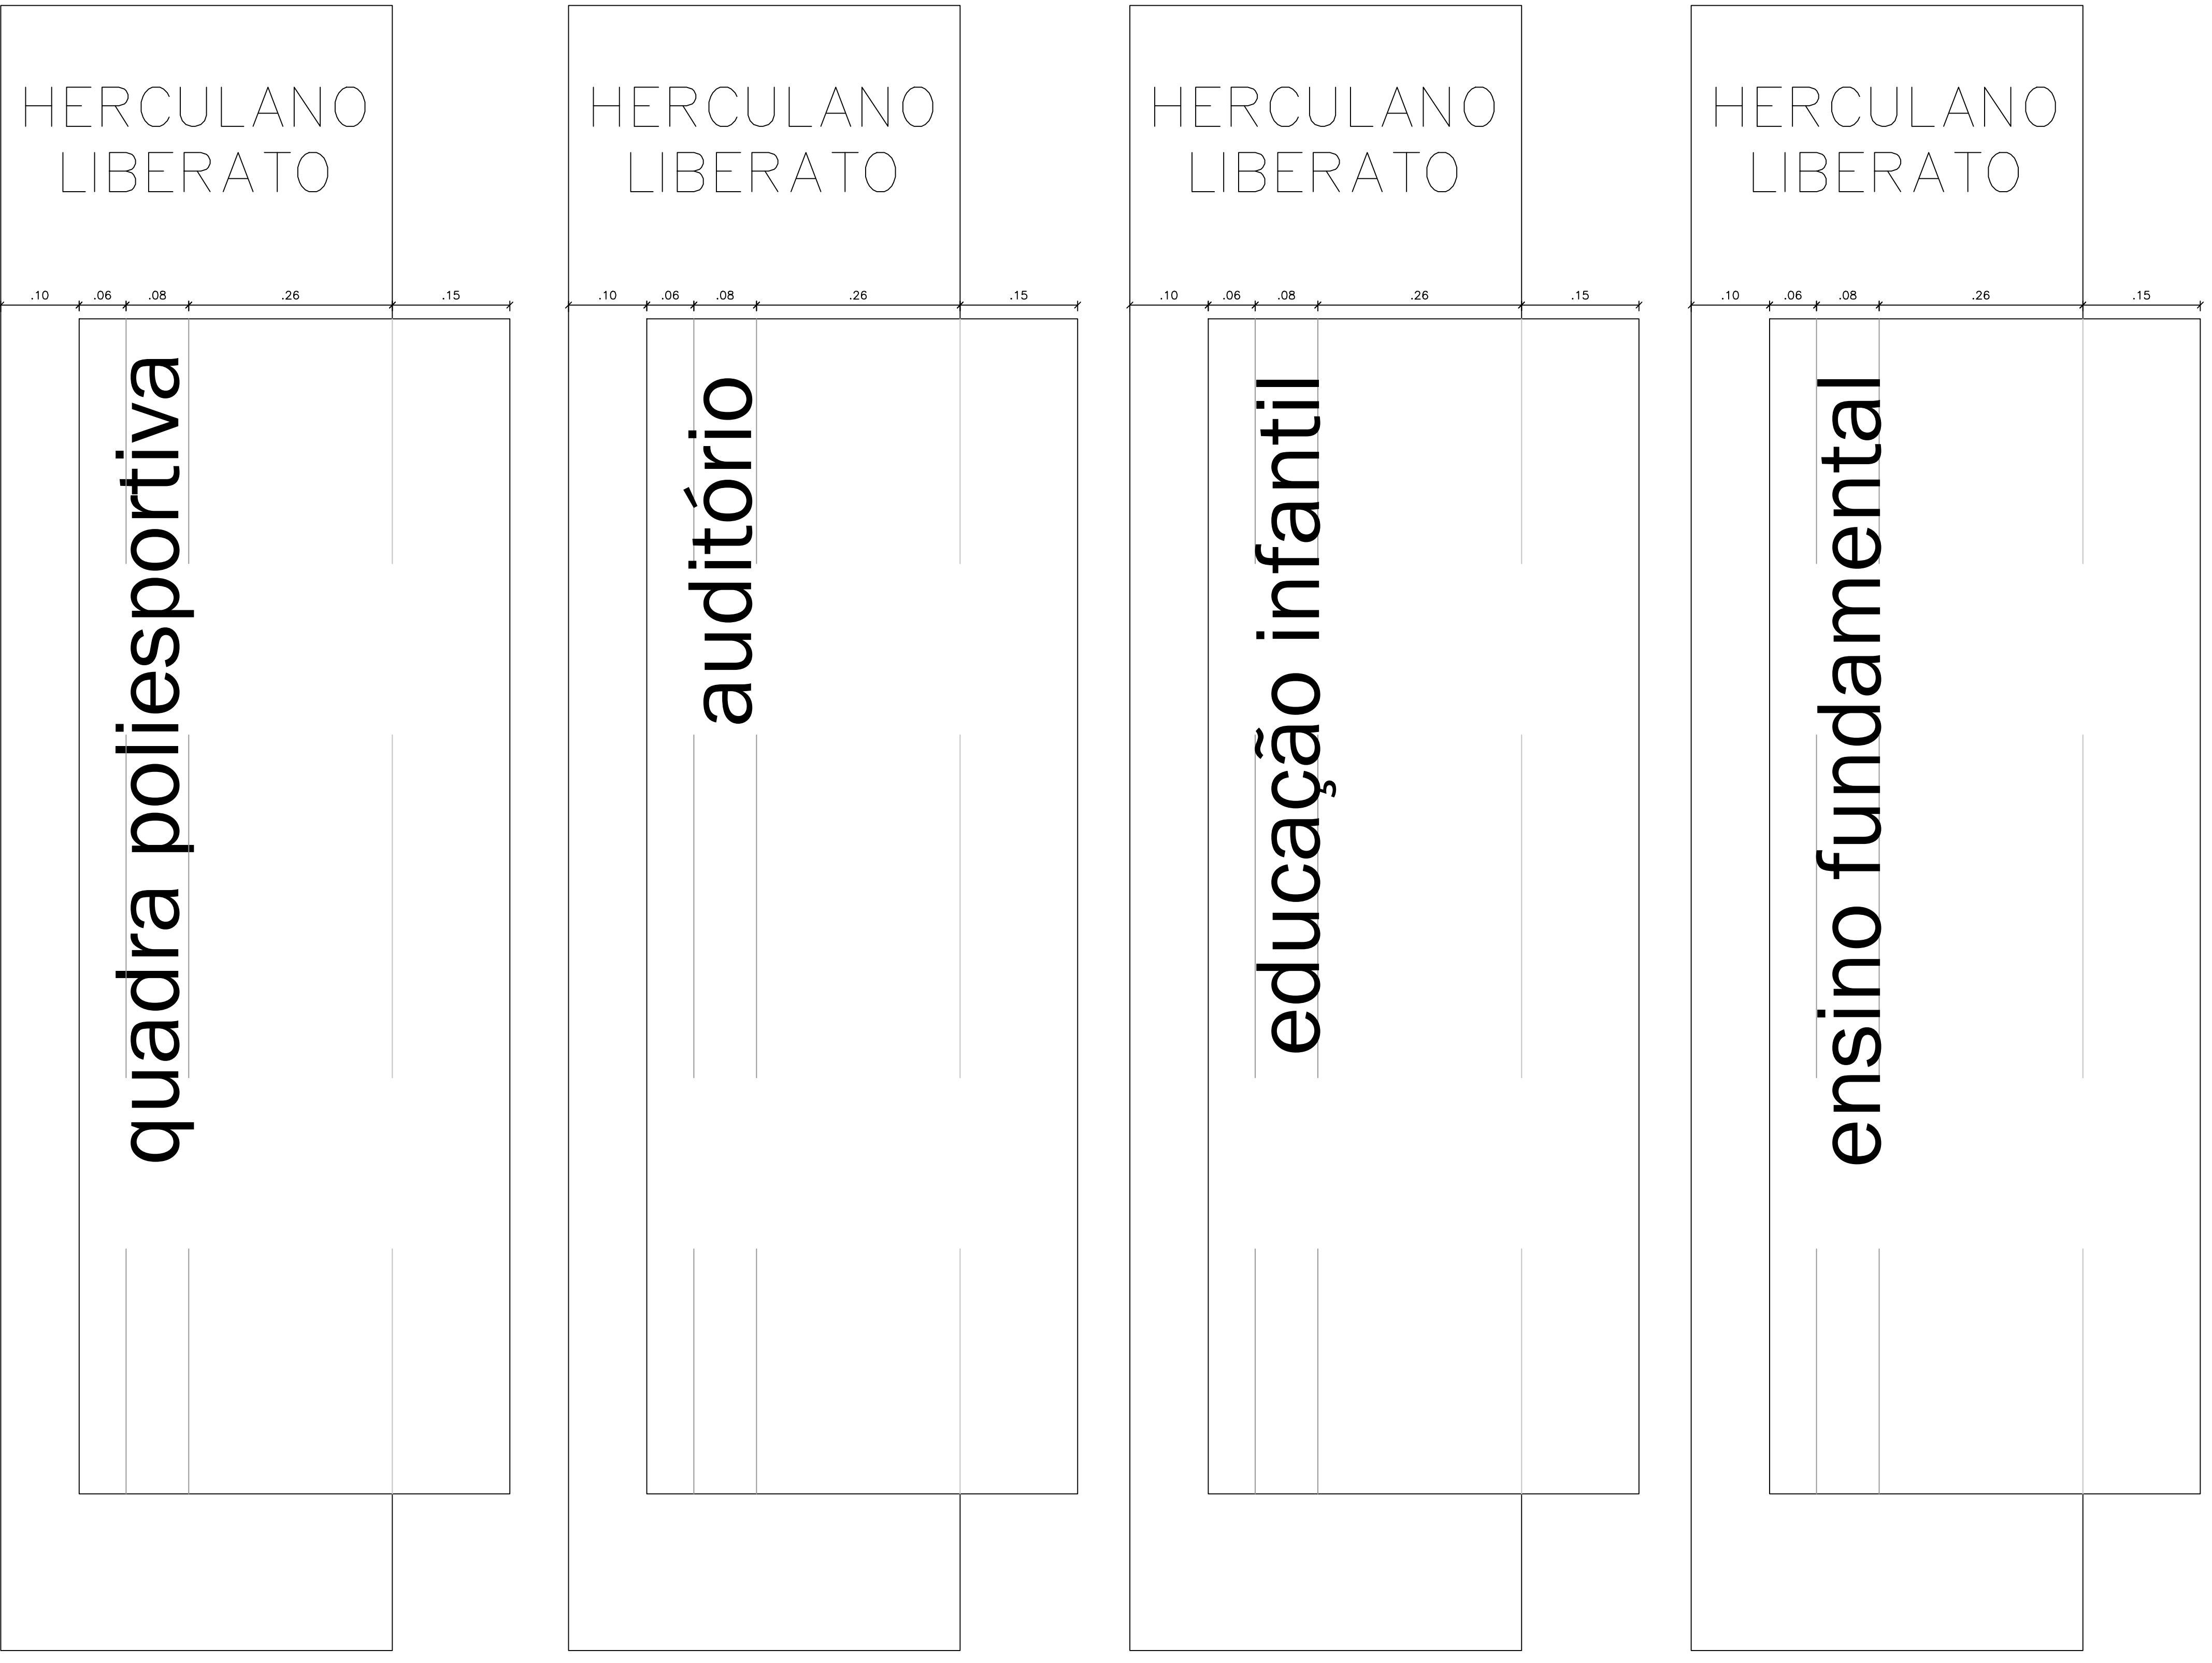 HERCULANO
LIBERATO
.10 .06 .08 .26 .15
quadra poliesportiva
HERCULANO
LIBERATO
.10 .06 .08 .26 .15
auditório
HERCULANO
LIBERATO
.10 .06 .08 .26 .15
educação infantil
HERCULANO
LIBERATO
.10 .06 .08 .26 .15
ensino fundamental